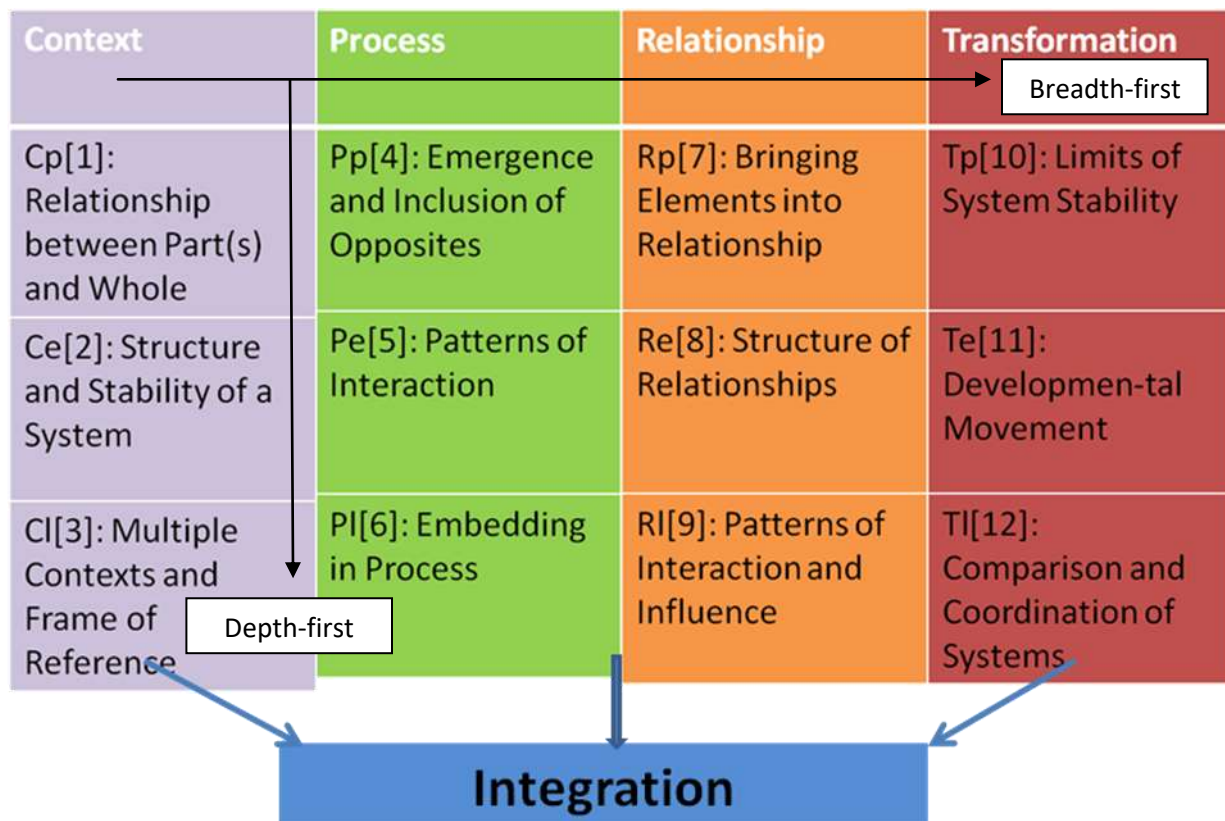 Context
Process
Relationship
Transformation
Breadth-first
Cp[1]:
Relationship
between Part(s)
and Whole
Pp[4]: Emergence
and Inclusion of
Opposites
Rp[7]: Bringing
Elements into
Relationship
Tp[10]: Limits of
System Stability
Ce[2]: Structure
and Stability of a
System
Pe[5]: Patterns of
Interaction
Re[8]: Structure of
Relationships
Te[11]:
Developmen-tal
Movement
Cl[3]: Multiple
Contexts and
Frame of
Reference
Depth-first
Pl[6]: Embedding
in Process
Rl[9]: Patterns of
Interaction and
Influence
Tl[12]:
Comparison and
Coordination of
Systems
Integration